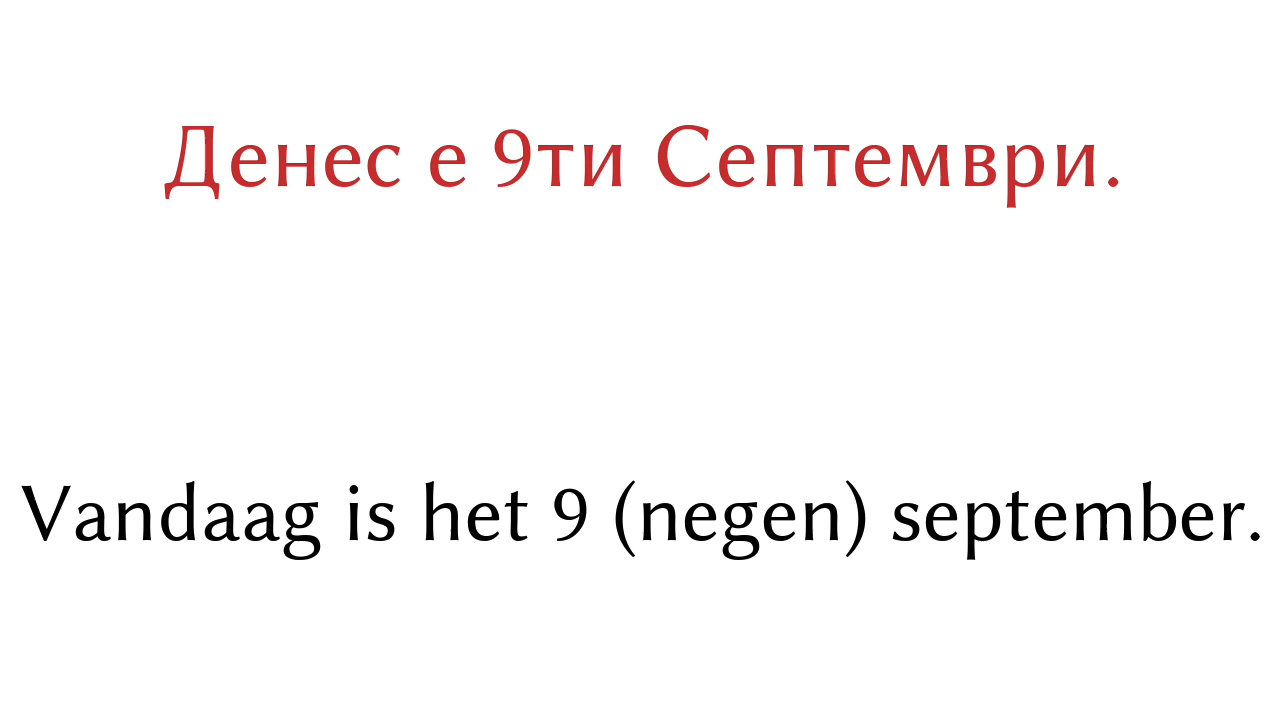 Денес е 9ти Септември.
Vandaag is het 9 (negen) september.